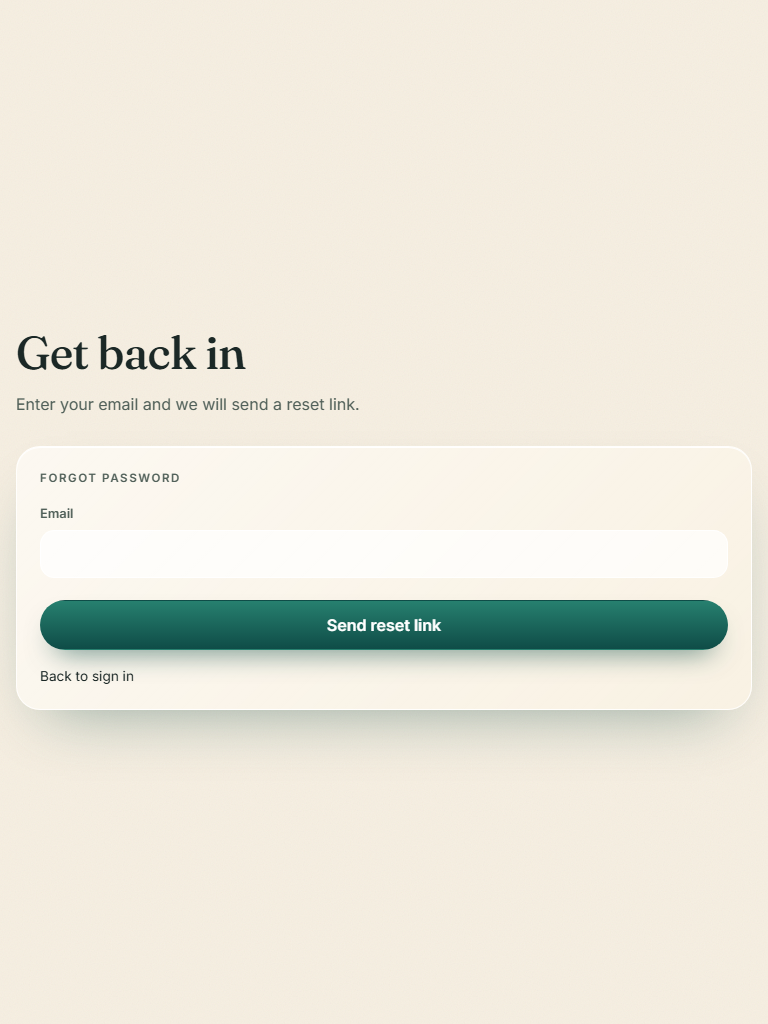 Get back in
Enter your email and we will send a reset link.
FORGOT PASSWORD
Email
Send reset link
Back to sign in